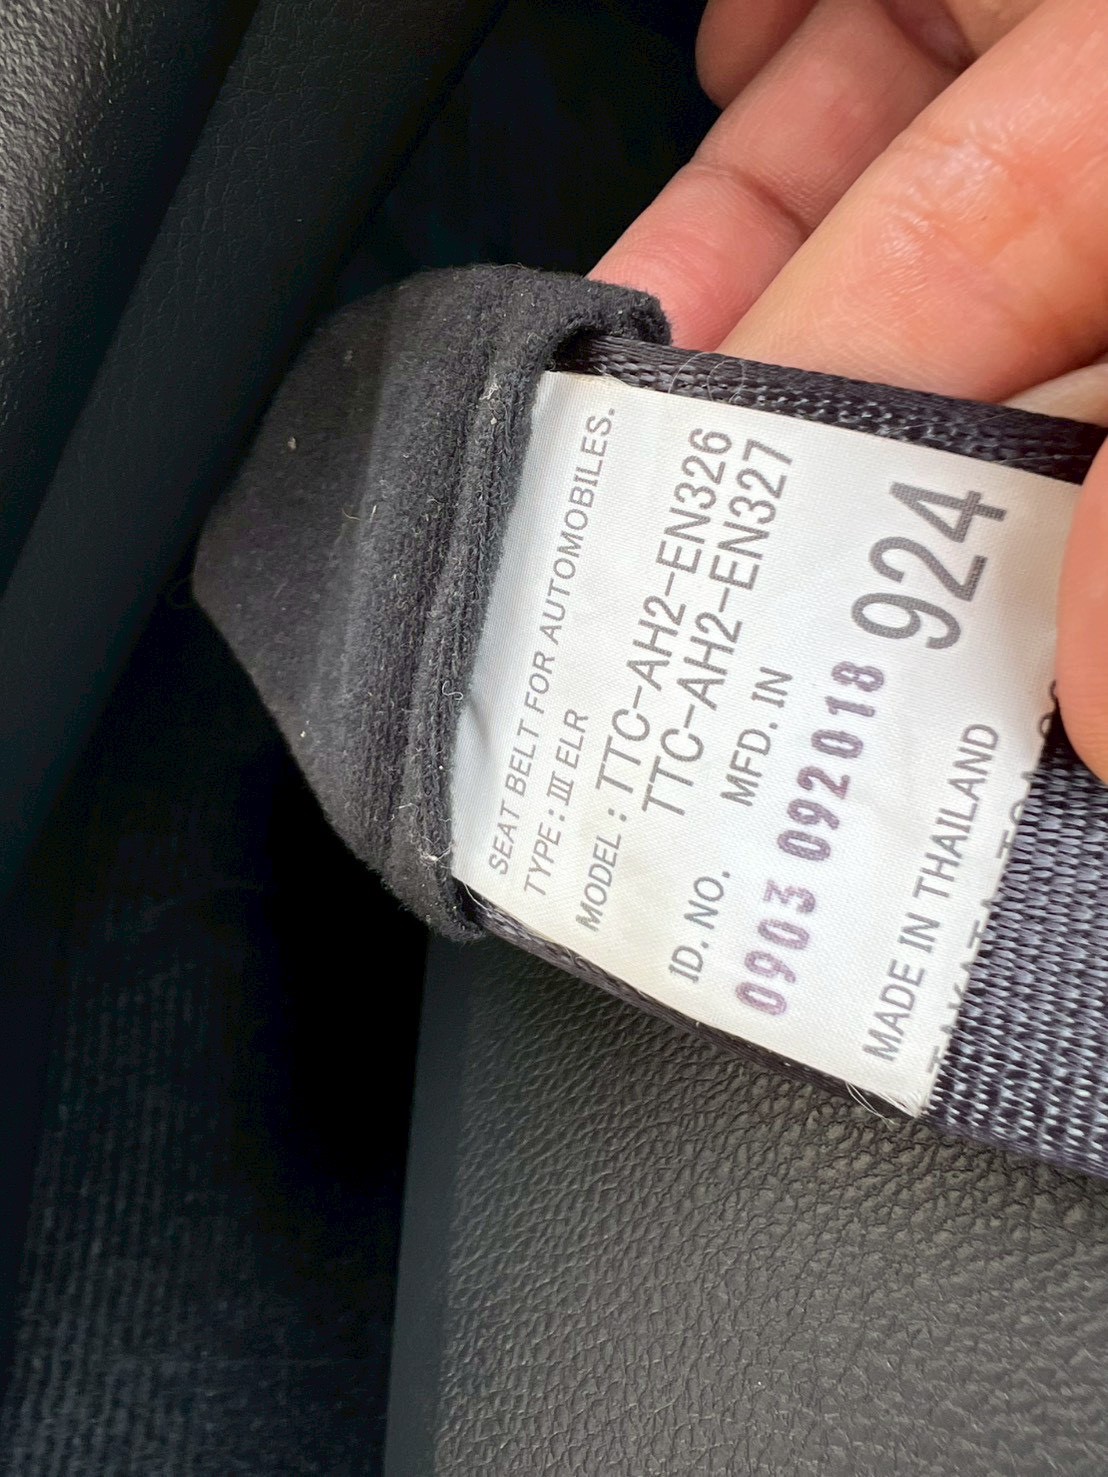 SEAT BELT FOR AUTOMOBILES.
TYPE : III ELR
MODEL : TTC-AH2-EN326
TTC-AH2-EN327
ID. NO. MFD. IN
0903 092018
924
MADE IN THAILAND